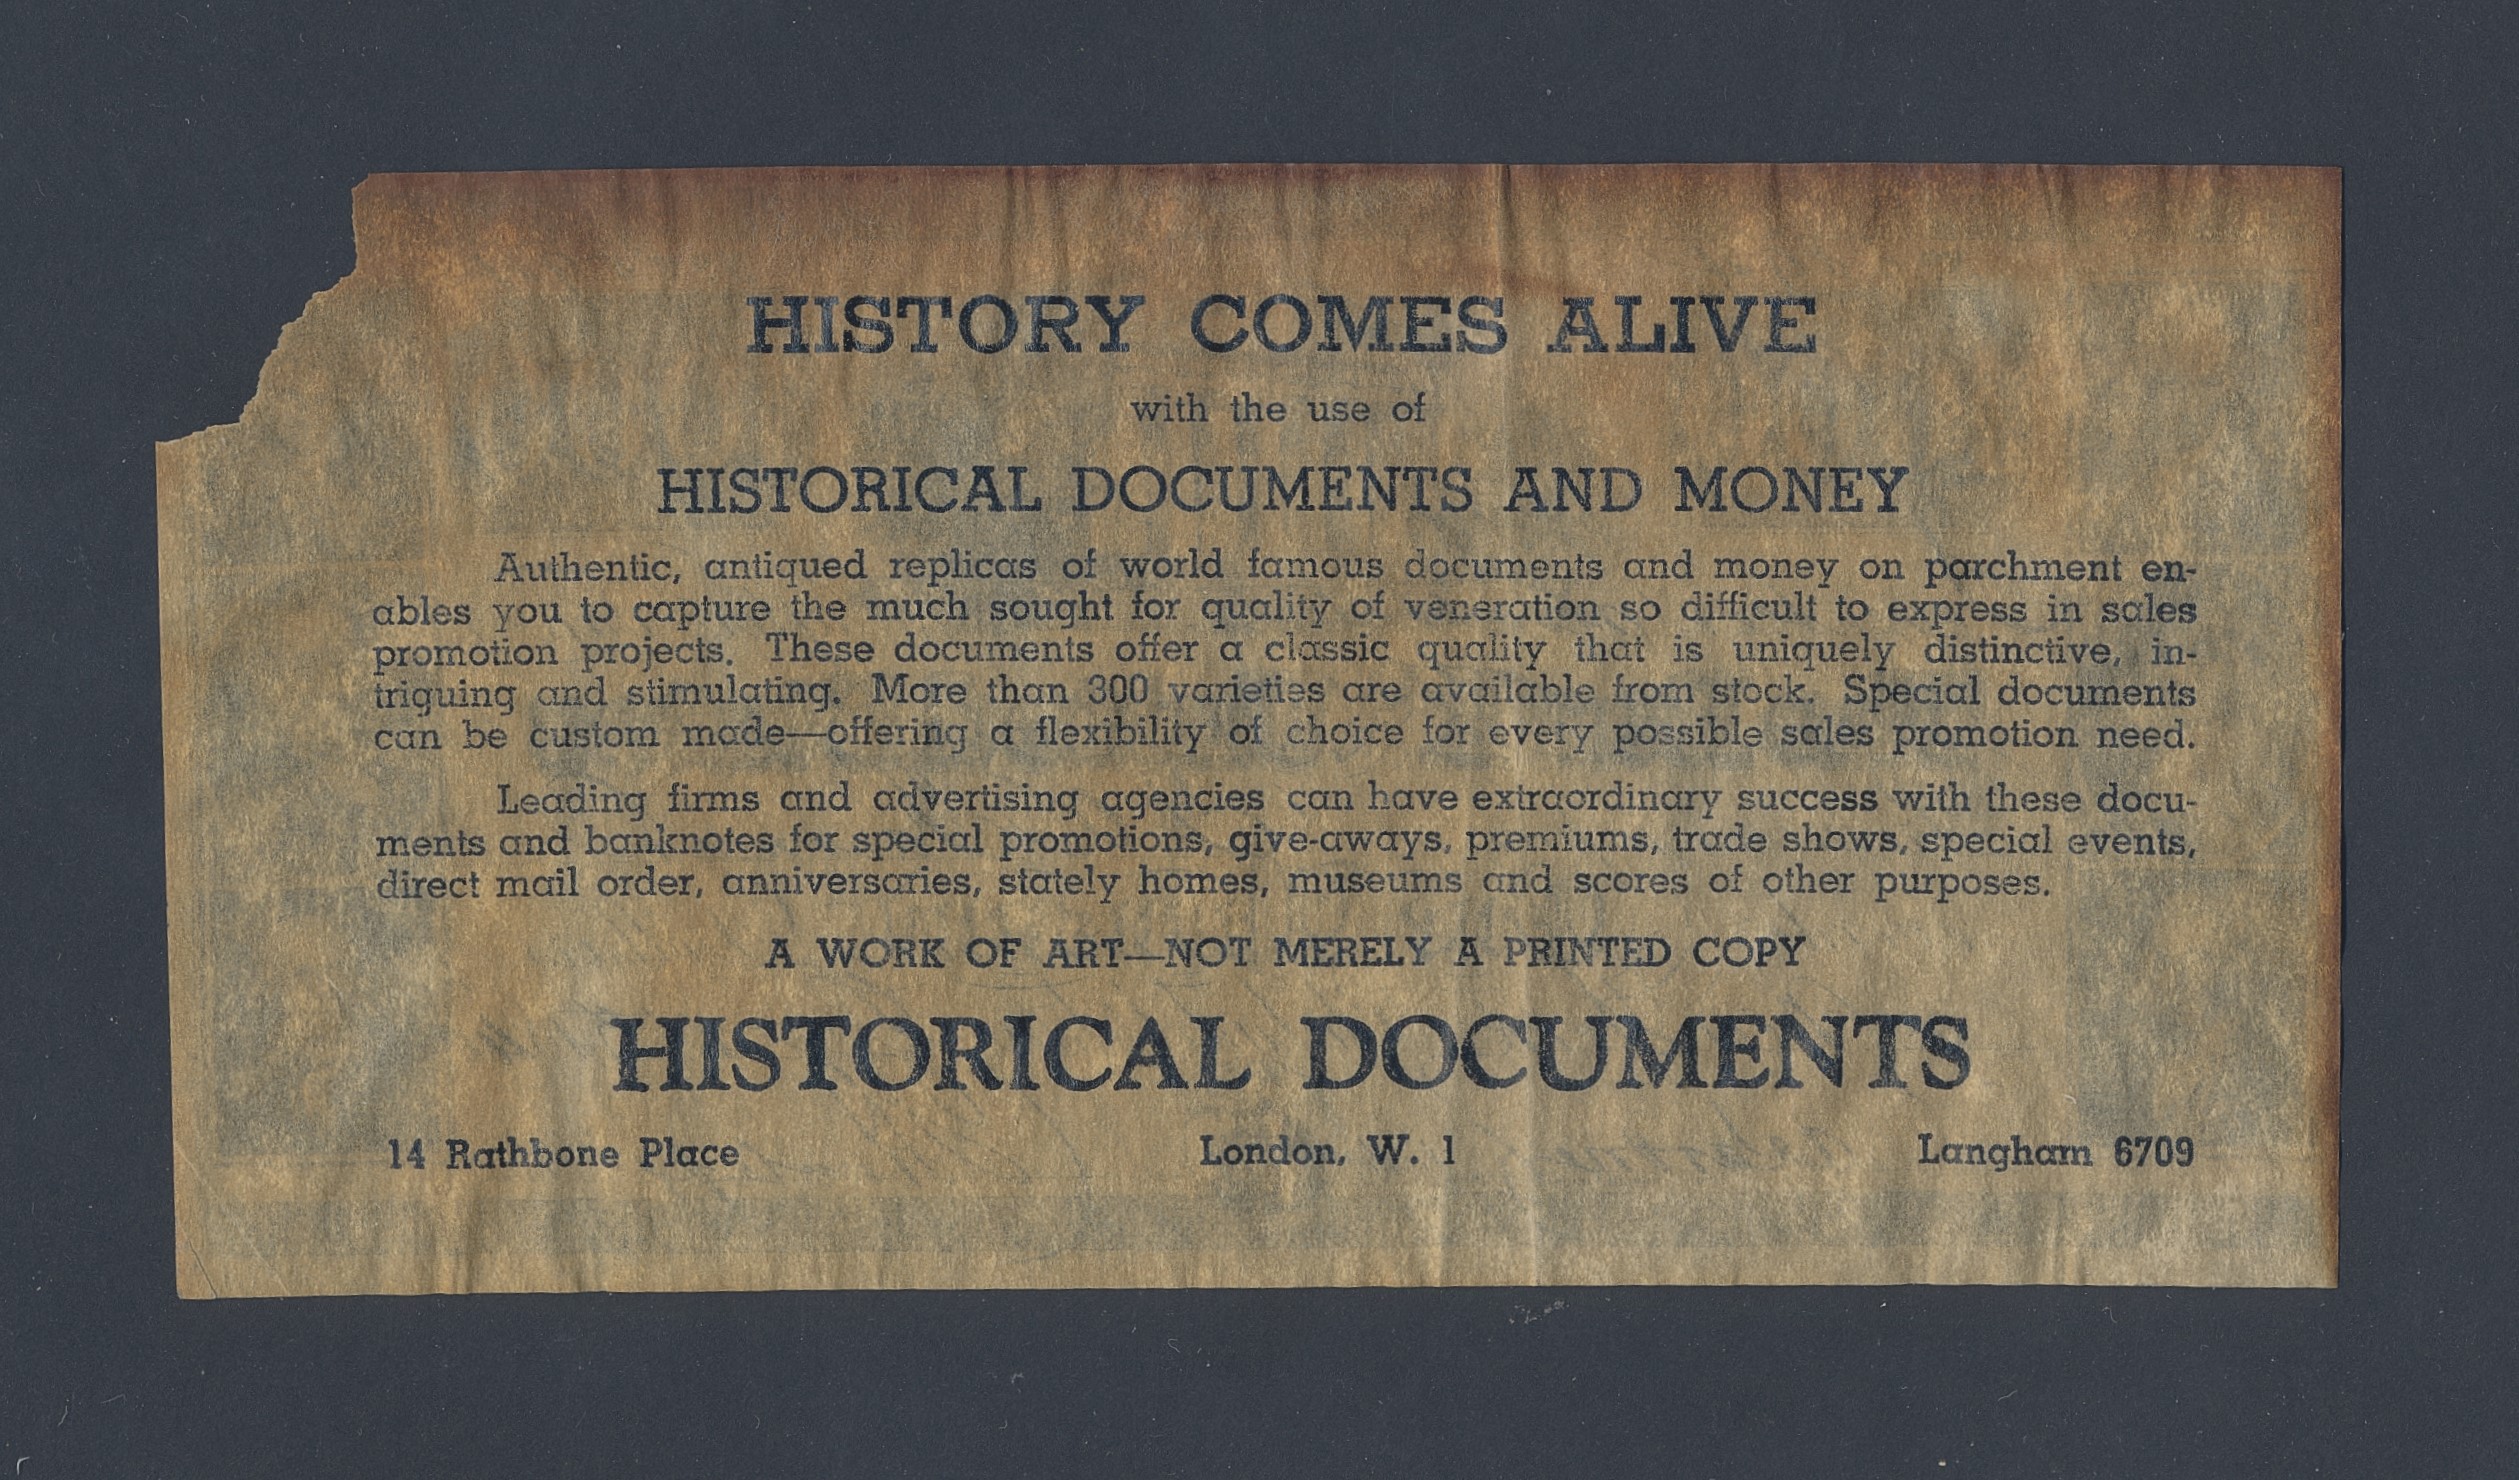 HISTORY COMES ALIVE
with the use of
HISTORICAL DOCUMENTS AND MONEY
Authentic, antiqued replicas of world famous documents and money on parchment en-
ables you to capture the much sought for quality of veneration so difficult to express in sales
promotion projects. These documents offer a classic quality that is uniquely distinctive, in-
triguing and stimulating. More than 300 varieties are available from stock. Special documents
can be custom made—offering a flexibility of choice for every possible sales promotion need.
Leading firms and advertising agencies can have extraordinary success with these docu-
ments and banknotes for special promotions, give-aways, premiums, trade shows, special events,
direct mail order, anniversaries, stately homes, museums and scores of other purposes.
A WORK OF ART—NOT MERELY A PRINTED COPY
HISTORICAL DOCUMENTS
14 Rathbone Place London, W. 1 Langham 6709